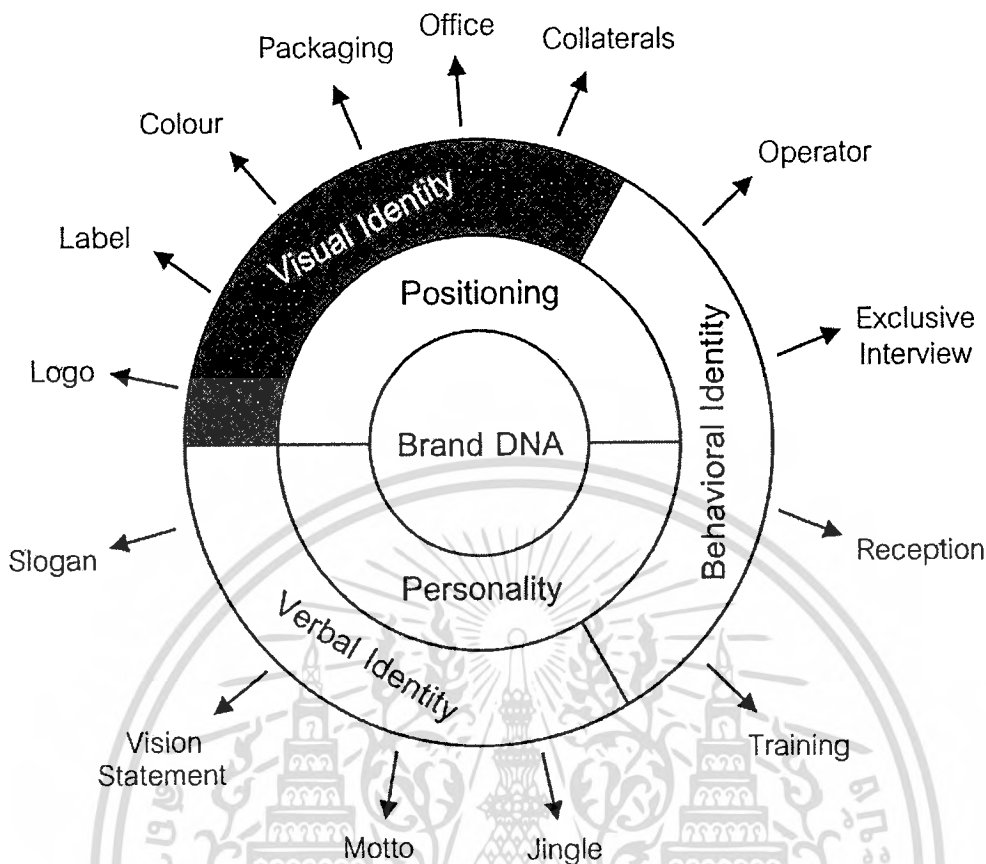 Office
Packaging
Collaterals
Colour
Operator
Label
Visual Identity
Positioning
Exclusive
Interview
Logo
Brand DNA
Behavioral Identity
Slogan
Reception
Personality
Verbal Identity
Vision
Statement
Training
Motto
Jingle